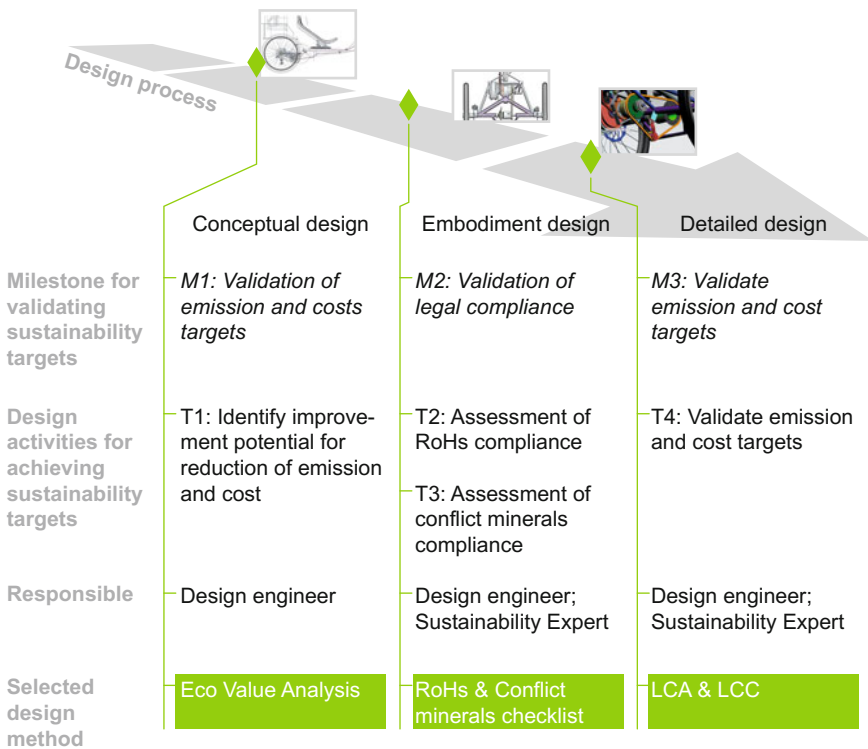 Design process
Conceptual design
Embodiment design
Detailed design
Milestone for
validating
sustainability
targets
M1: Validation of
emission and costs
targets
M2: Validation of
legal compliance
M3: Validate
emission and cost
targets
Design
activities for
achieving
sustainability
targets
T1: Identify improve-
ment potential for
reduction of emission
and cost
T2: Assessment of
RoHs compliance
T3: Assessment of
conflict minerals
compliance
T4: Validate emission
and cost targets
Responsible
Design engineer
Design engineer;
Sustainability Expert
Design engineer;
Sustainability Expert
Selected
design
method
Eco Value Analysis
RoHs & Conflict
minerals checklist
LCA & LCC